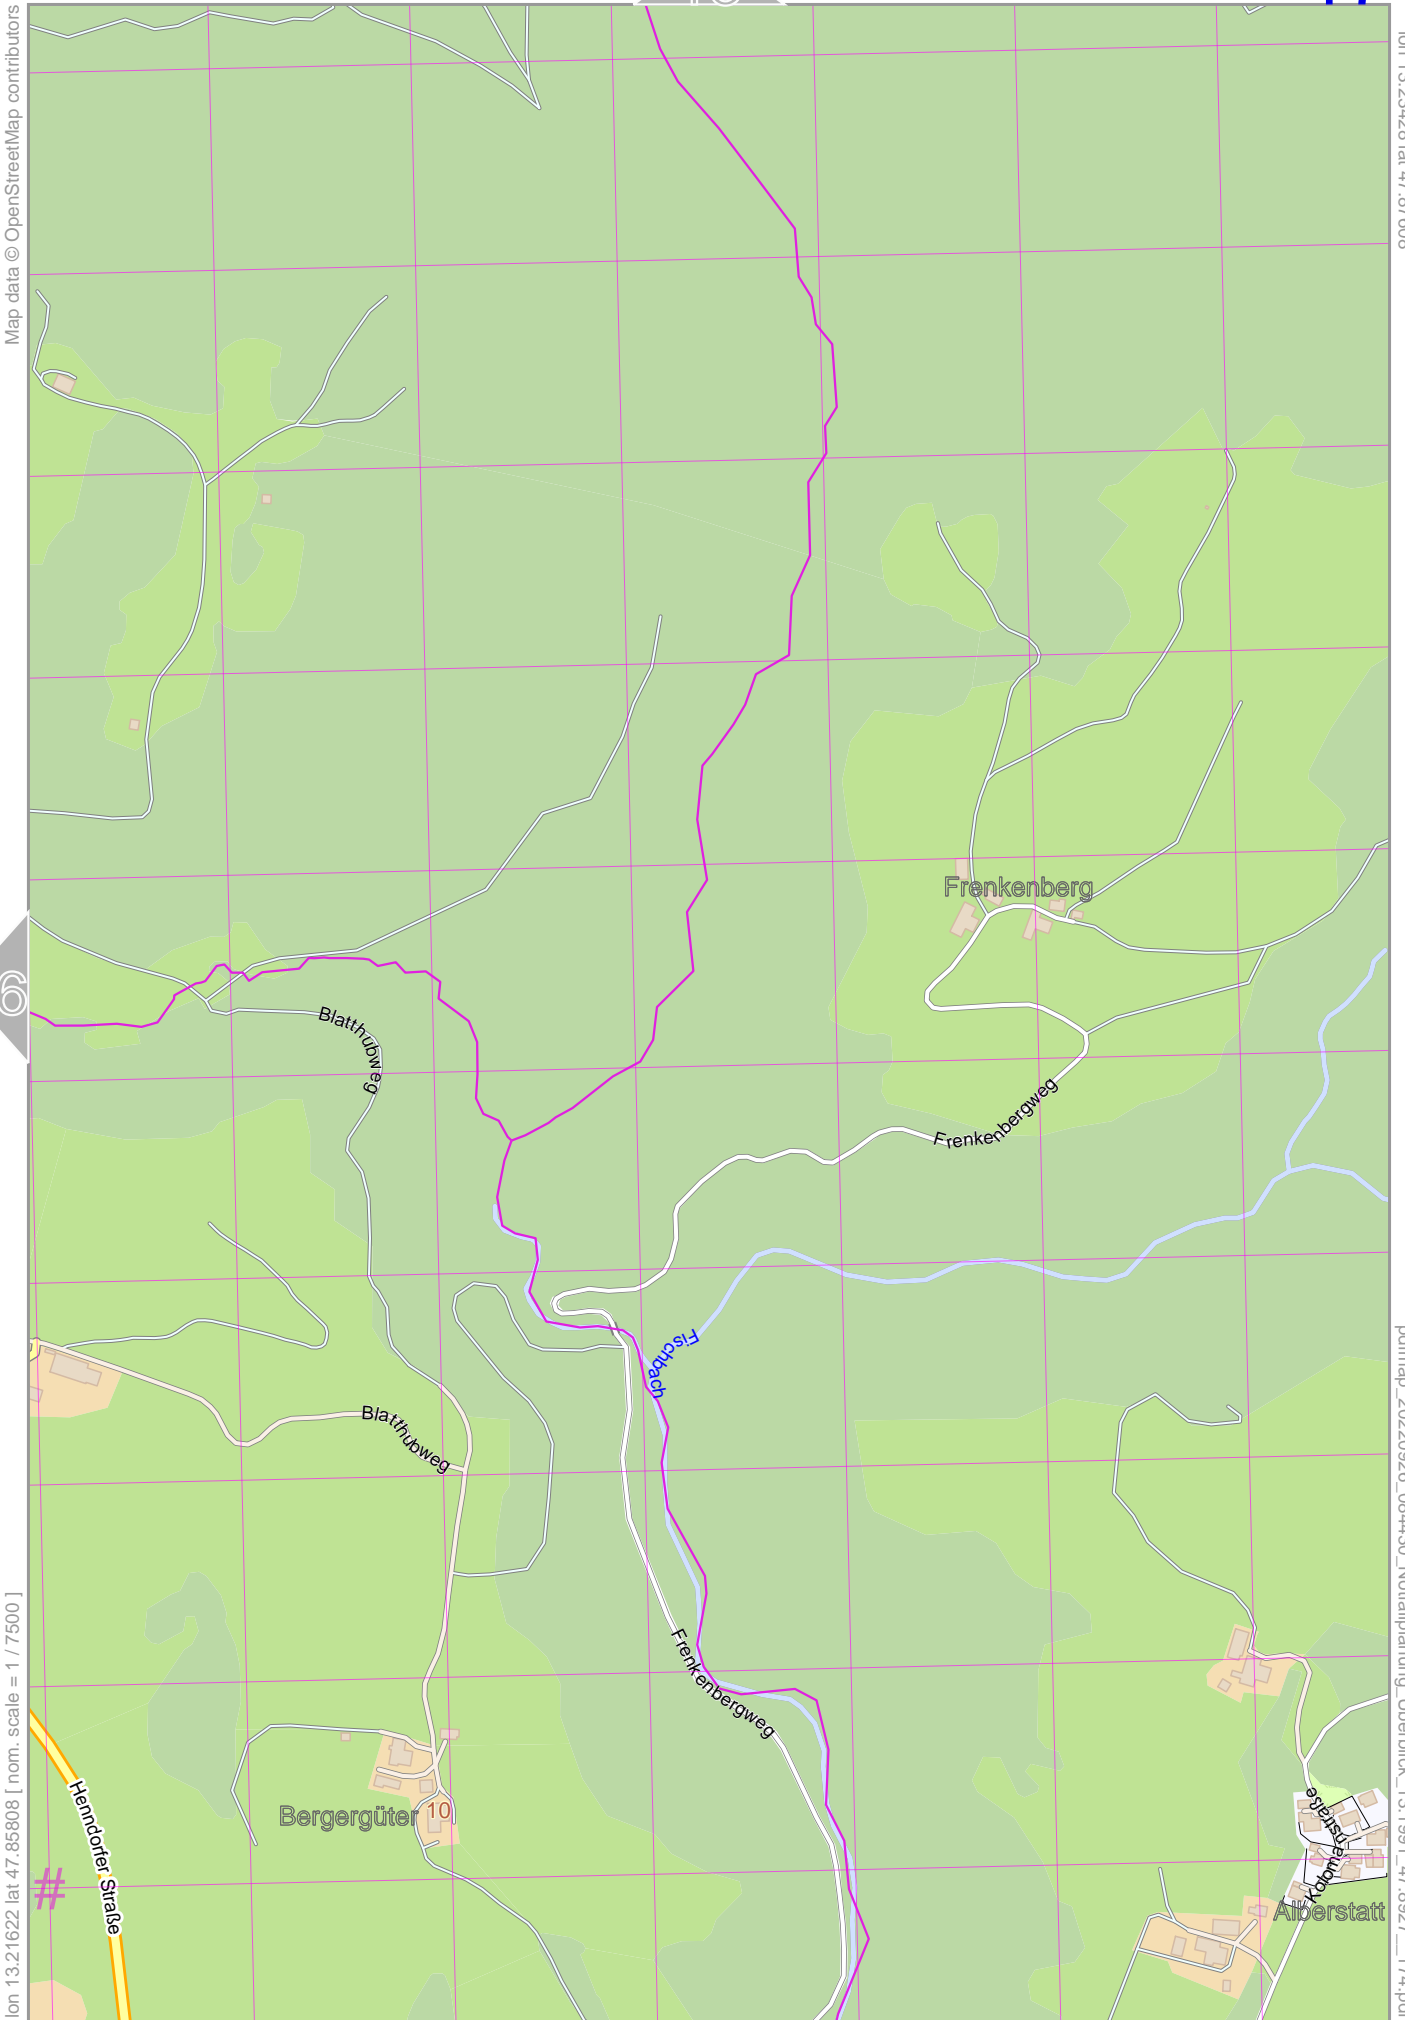 Map data © OpenStreetMap contributors
Frenkenberg
6
Blatthubweg
Frenkenbergweg
Fischbach
Blatthubweg
Frenkenbergweg
Henndorfer Straße
Bergergüter
10
#
Kolomanstraße
Alberstatt
lon 13.21622 lat 47.85808 [ nom. scale = 1 / 7500 ]